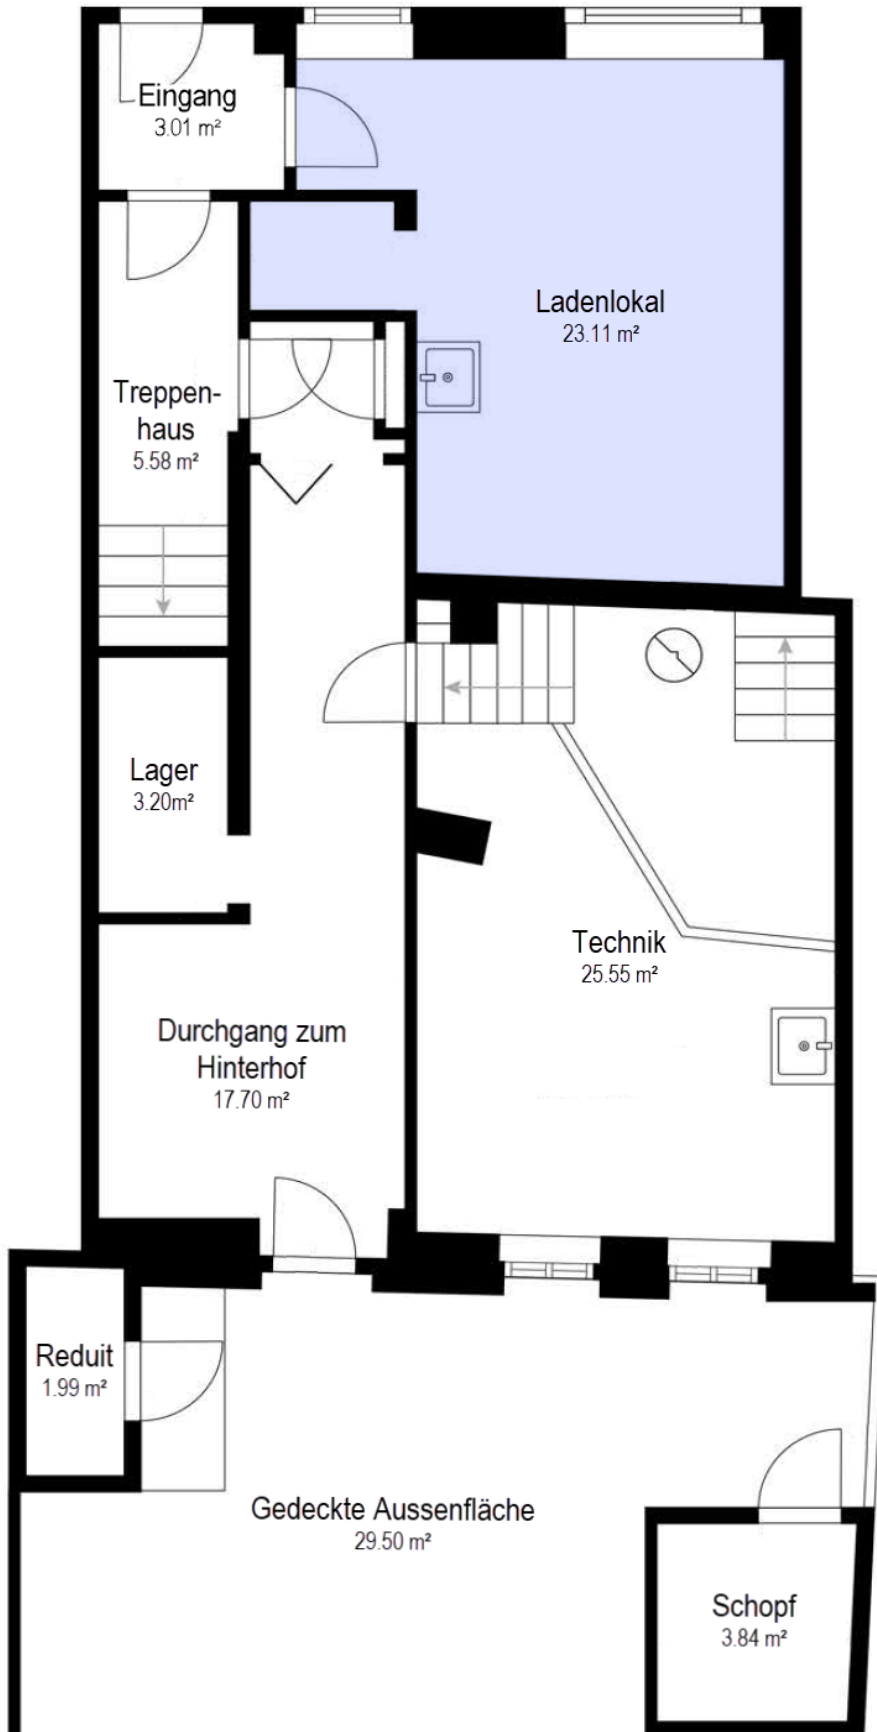 Eingang
3.01 m²
Ladenlokal
23.11 m²
Treppen-
haus
5.58 m²
Lager
3.20m²
Technik
25.55 m²
Durchgang zum
Hinterhof
17.70 m²
Reduit
1.99 m²
Gedeckte Aussenfläche
29.50 m²
Schopf
3.84 m²